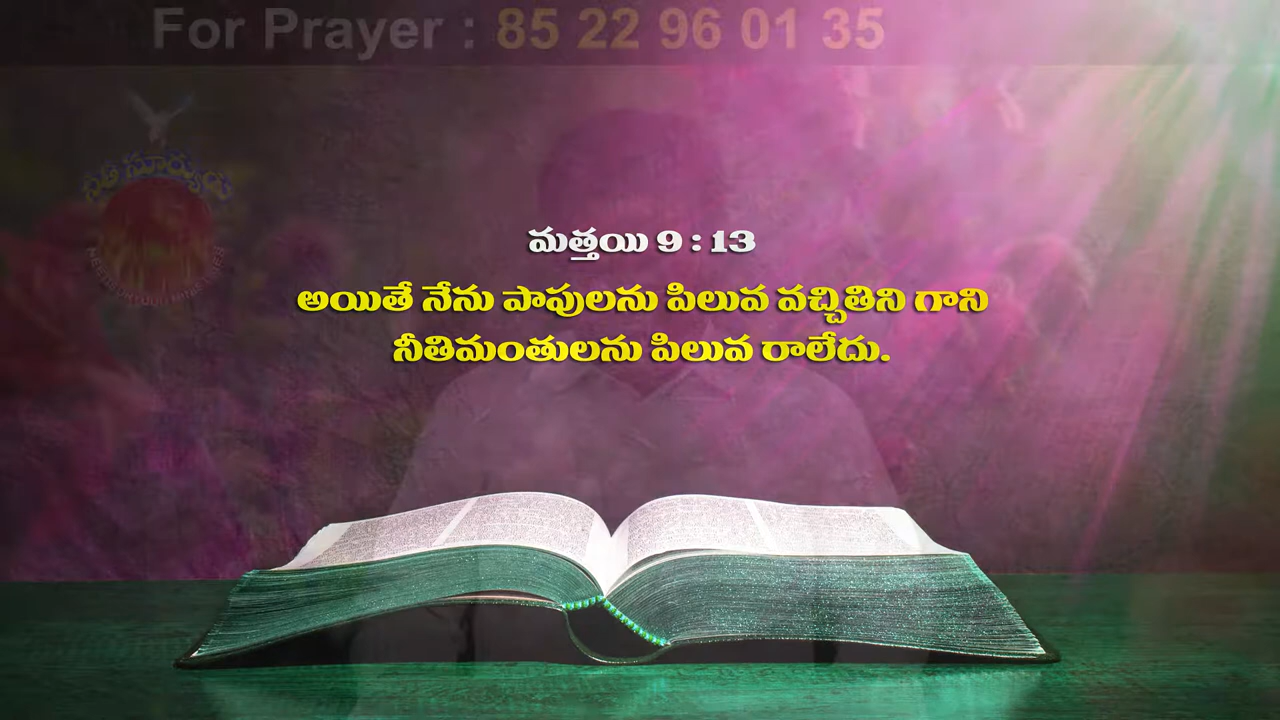 For Prayer : 85 22 96 01 35
నీతి సూర్యుడు
మత్తయి 9 : 13
అయితే నేను పాపులను పిలువ వచ్చితిని గాని
నీతిమంతులను పిలువ రాలేదు.